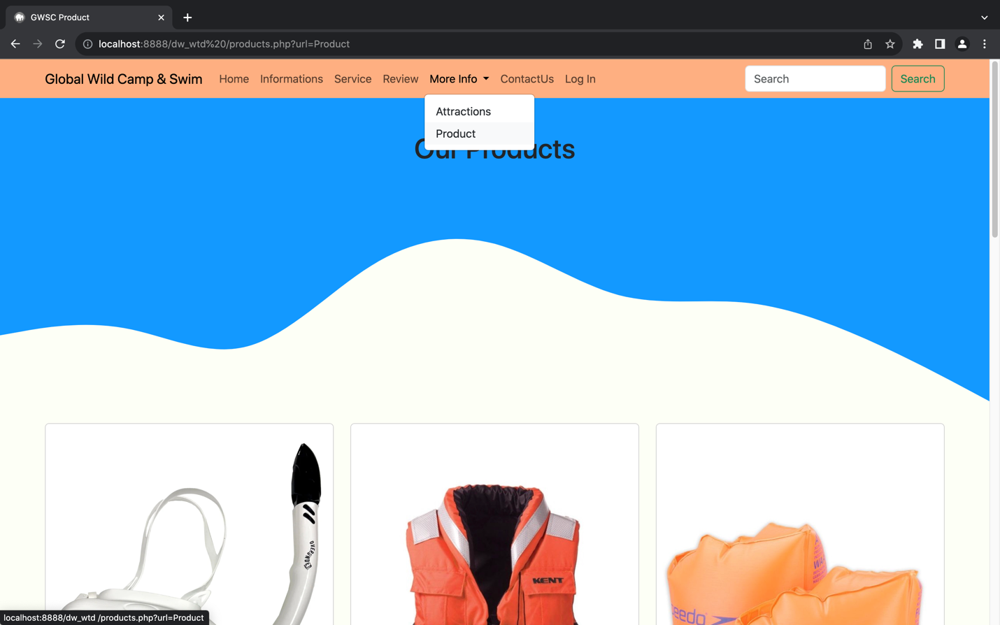 GWSC Product
localhost:8888/dw_wtd%20/products.php?url=Product
Global Wild Camp & Swim Home Informations Service Review More Info ContactUs Log In Search Search
Attractions
Product
Our Products
OVERUNDER
KENT
localhost:8888/dw_wtd /products.php?url=Product